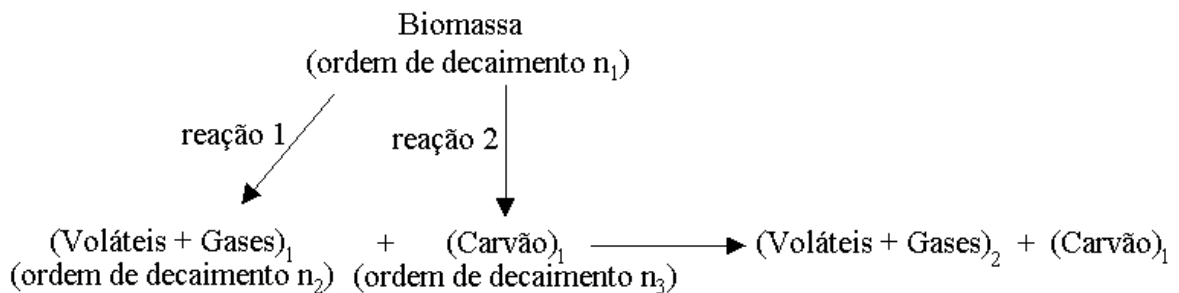 Biomassa
(ordem de decaimento n₁)
reação 1
reação 2
(Voláteis + Gases)₁ + (Carvão)₁ (Voláteis + Gases)₂ + (Carvão)₁
(ordem de decaimento n₂) (ordem de decaimento n₃)